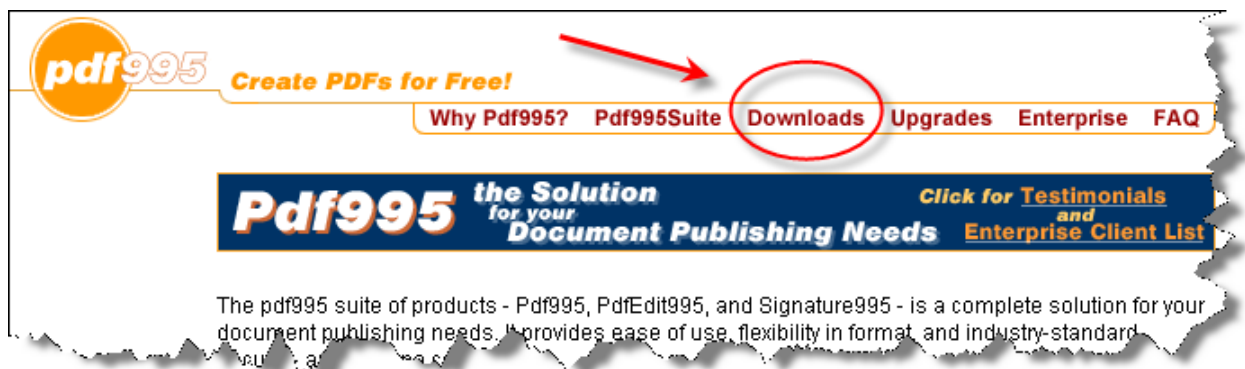 pdf995
Create PDFs for Free!
Why Pdf995? Pdf995Suite Downloads Upgrades Enterprise FAQ
Pdf995 the Solution
for your
Document Publishing Needs
Click for Testimonials
and
Enterprise Client List
The pdf995 suite of products - Pdf995, PdfEdit995, and Signature995 - is a complete solution for your
document publishing needs. It provides ease of use, flexibility in format, and industry-standard